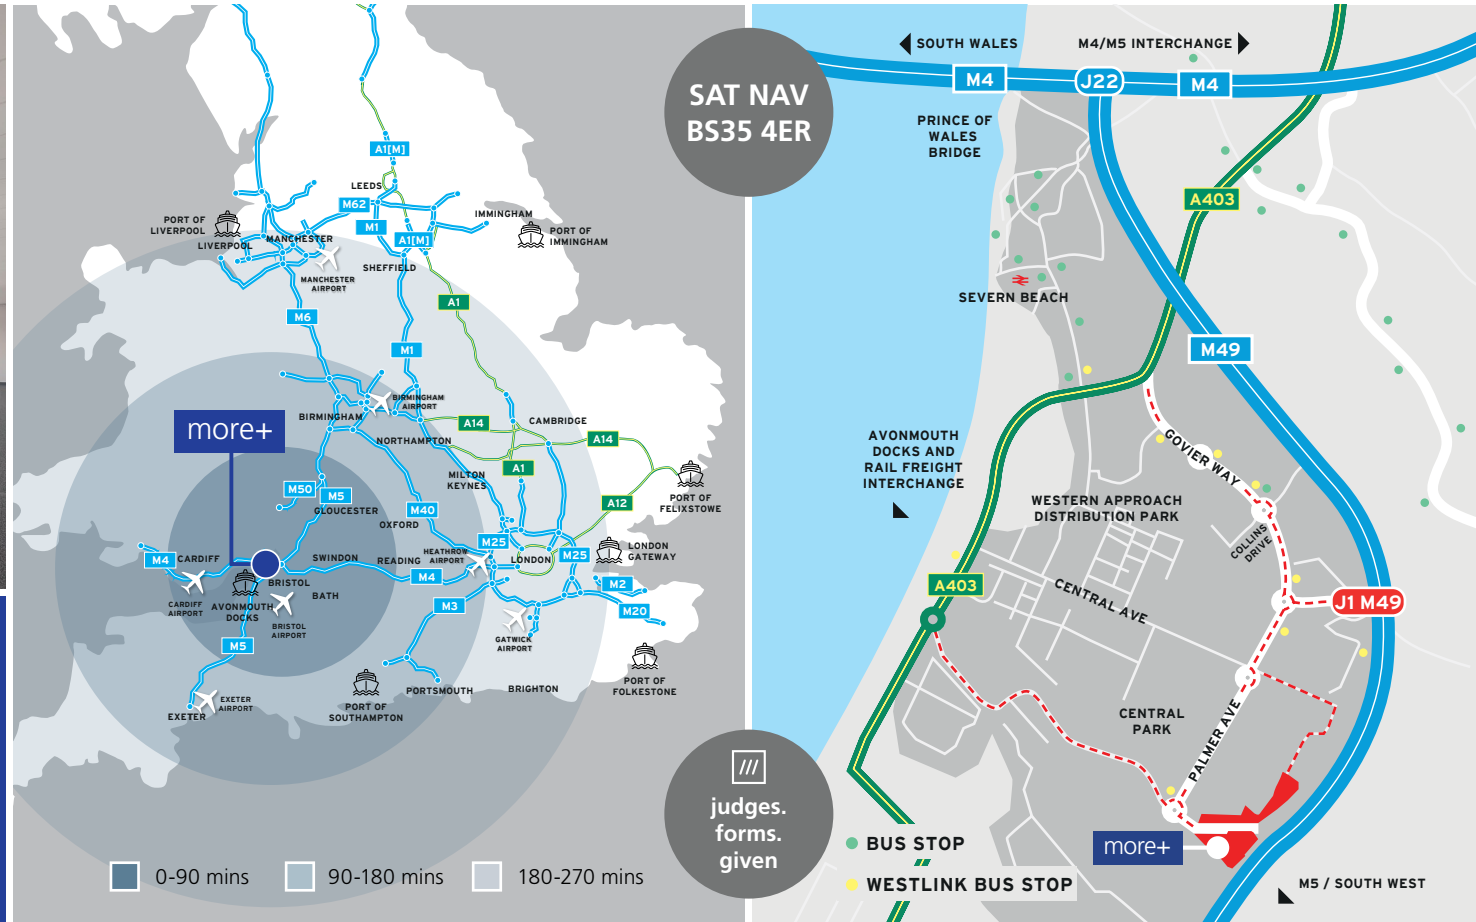 A1[M]
LEEDS
M62
PORT OF
LIVERPOOL
LIVERPOOL
MANCHESTER
M1
A1[M]
IMMINGHAM
PORT OF
IMMINGHAM
SHEFFIELD
MANCHESTER
AIRPORT
A1
M6
M1
BIRMINGHAM
AIRPORT
BIRMINGHAM
more+
A14
CAMBRIDGE
A14
NORTHAMPTON
A1
MILTON
KEYNES
PORT OF
FELIXSTOWE
M50
M5
GLOUCESTER
M40
OXFORD
A12
M25
M25
LONDON
GATEWAY
M4
CARDIFF
SWINDON
READING
HEATHROW
AIRPORT
LONDON
M4
BRISTOL
BATH
CARDIFF
AIRPORT
AVONMOUTH
DOCKS
BRISTOL
AIRPORT
M3
M2
M20
GATWICK
AIRPORT
M5
PORT OF
FOLKESTONE
EXETER
AIRPORT
EXETER
PORT OF
SOUTHAMPTON
PORTSMOUTH
BRIGHTON
0-90 mins
90-180 mins
180-270 mins
SAT NAV
BS35 4ER
judges.
forms.
given
SOUTH WALES
M4/M5 INTERCHANGE
M4
J22
M4
PRINCE OF
WALES
BRIDGE
A403
SEVERN BEACH
M49
AVONMOUTH
DOCKS AND
RAIL FREIGHT
INTERCHANGE
GOVIER WAY
WESTERN APPROACH
DISTRIBUTION PARK
COLLINS
DRIVE
A403
CENTRAL AVE
J1 M49
CENTRAL
PARK
PALMER AVE
more+
BUS STOP
WESTLINK BUS STOP
M5 / SOUTH WEST